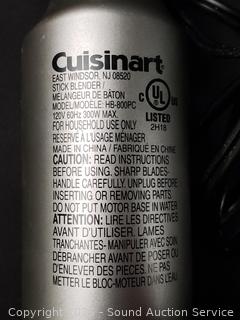 Cuisinart
EAST WINDSOR, NJ 08520
STICK BLENDER /
MÉLANGEUR DE BÂTON
MODEL/MODÈLE: HB-800PC
120V 60Hz 300W MAX.
FOR HOUSEHOLD USE ONLY
RÉSERVÉ À L'USAGE MÉNAGER
MADE IN CHINA / FABRIQUÉ EN CHINE
C UL US
LISTED
2H18
CAUTION: READ INSTRUCTIONS
BEFORE USING. SHARP BLADES-
HANDLE CAREFULLY. UNPLUG BEFORE
INSERTING OR REMOVING PARTS.
DO NOT PUT MOTOR BASE IN WATER
ATTENTION: LIRE LES DIRECTIVES
AVANT D'UTILISER. LAMES
TRANCHANTES- MANIPULER AVEC SOIN.
DÉBRANCHER AVANT DE POSER OU
D'ENLEVER DES PIÈCES. NE PAS
METTER LE BLOC-MOTEUR DANS L'EAU
Sound Auction Service